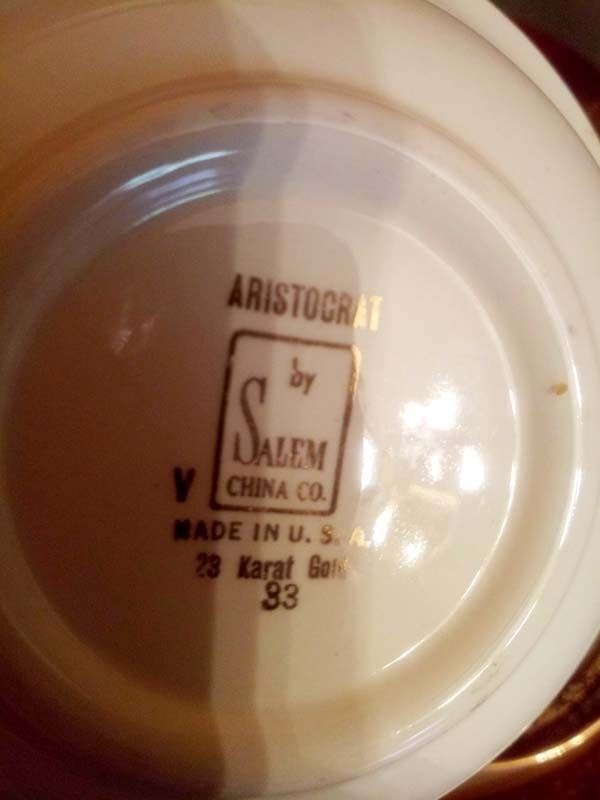 ARISTOCRAT
by
SALEM
CHINA CO.
V
MADE IN U. S. A.
23 Karat Gold
33